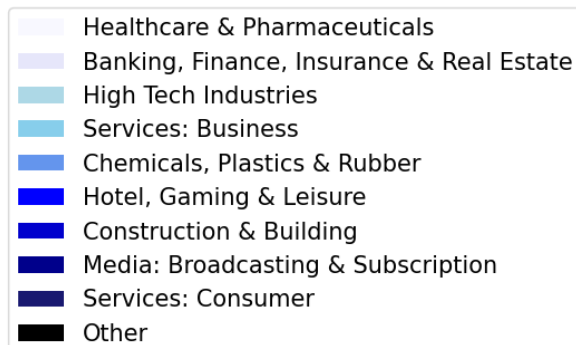 Healthcare & Pharmaceuticals
Banking, Finance, Insurance & Real Estate
High Tech Industries
Services: Business
Chemicals, Plastics & Rubber
Hotel, Gaming & Leisure
Construction & Building
Media: Broadcasting & Subscription
Services: Consumer
Other